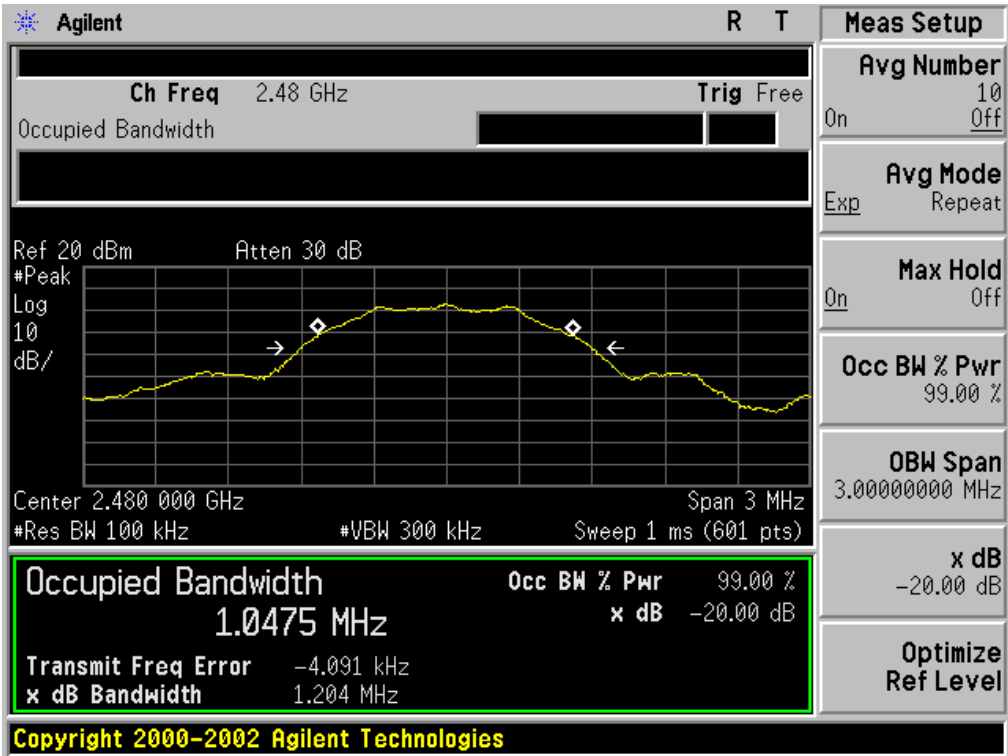 Agilent R T
Ch Freq 2.48 GHz Trig Free
Occupied Bandwidth
Ref 20 dBm Atten 30 dB
#Peak
Log
10
dB/
Center 2.480 000 GHz Span 3 MHz
#Res BW 100 kHz #VBW 300 kHz Sweep 1 ms (601 pts)
Occupied Bandwidth Occ BW % Pwr 99.00 %
1.0475 MHz x dB -20.00 dB
Transmit Freq Error -4.091 kHz
x dB Bandwidth 1.204 MHz
Copyright 2000-2002 Agilent Technologies
Meas Setup
Avg Number
10
On Off
Avg Mode
Exp Repeat
Max Hold
On Off
Occ BW % Pwr
99.00 %
OBW Span
3.00000000 MHz
x dB
-20.00 dB
Optimize
Ref Level